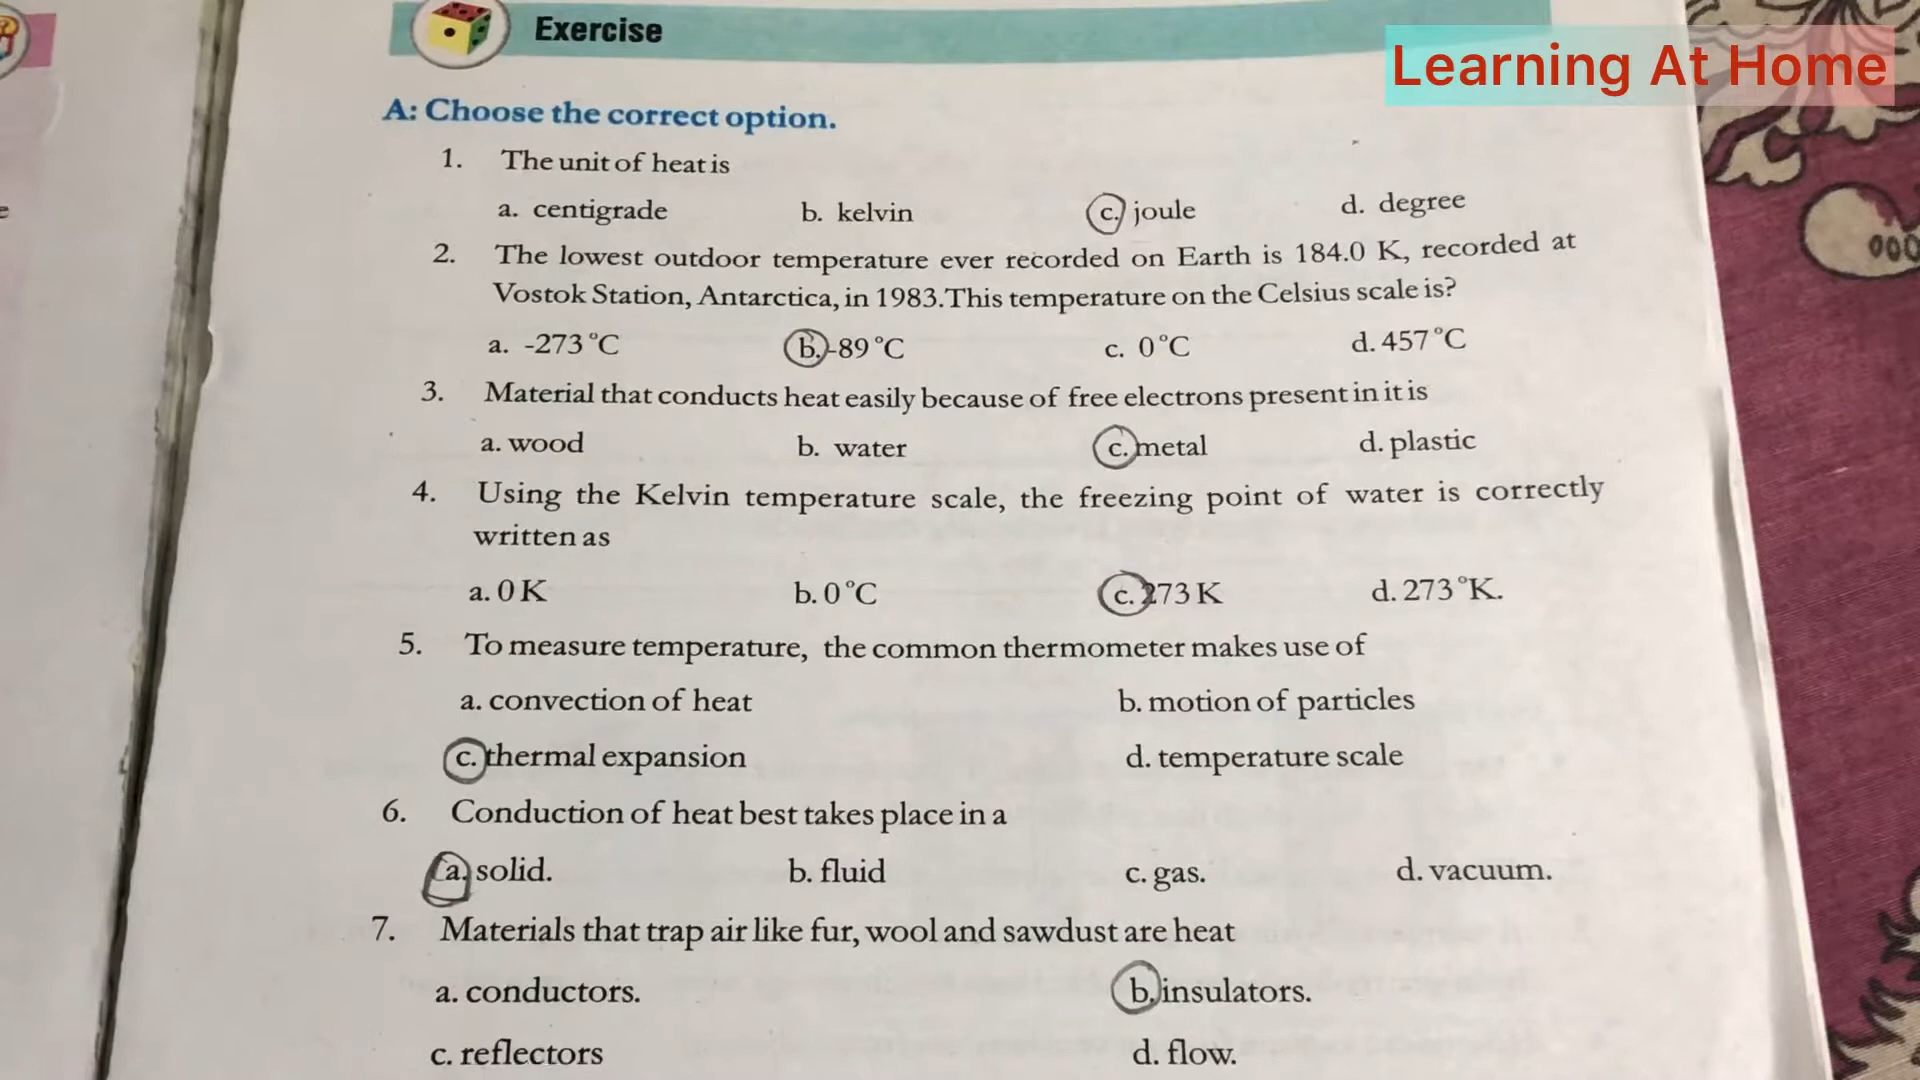 Exercise
Learning At Home
A: Choose the correct option.
1. The unit of heat is
a. centigrade b. kelvin c. joule d. degree
2. The lowest outdoor temperature ever recorded on Earth is 184.0 K, recorded at
Vostok Station, Antarctica, in 1983.This temperature on the Celsius scale is?
a. -273 °C b. -89 °C c. 0 °C d. 457 °C
3. Material that conducts heat easily because of free electrons present in it is
a. wood b. water c. metal d. plastic
4. Using the Kelvin temperature scale, the freezing point of water is correctly
written as
a. 0 K b. 0 °C c. 273 K d. 273 °K.
5. To measure temperature, the common thermometer makes use of
a. convection of heat b. motion of particles
c. thermal expansion d. temperature scale
6. Conduction of heat best takes place in a
a. solid. b. fluid c. gas. d. vacuum.
7. Materials that trap air like fur, wool and sawdust are heat
a. conductors. b. insulators.
c. reflectors d. flow.